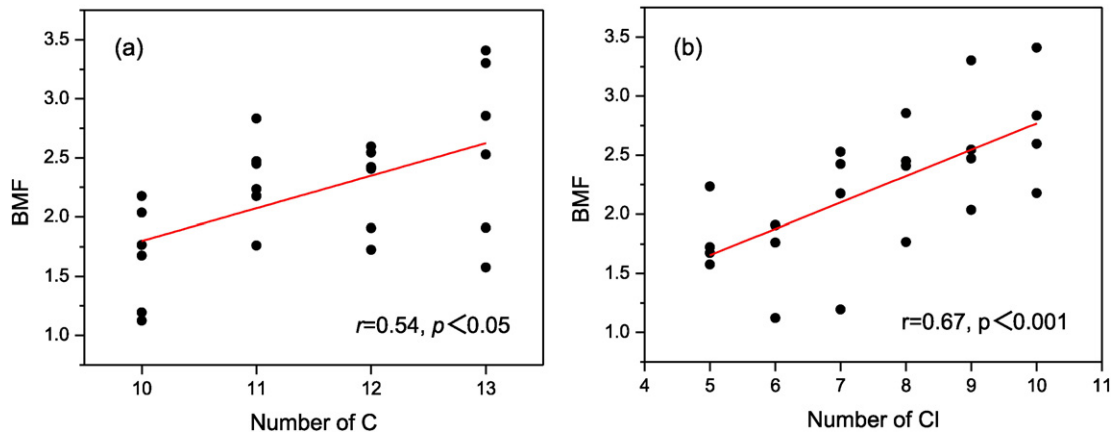 (a)
BMF
3.5
3.0
2.5
2.0
1.5
1.0
r=0.54, p<0.05
10 11 12 13
Number of C
(b)
BMF
3.5
3.0
2.5
2.0
1.5
1.0
r=0.67, p<0.001
4 5 6 7 8 9 10 11
Number of Cl